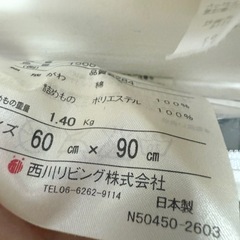 がわ 綿 100%
詰めもの ポリエステル 100%
1.40 Kg
60 cm × 90 cm
西川リビング株式会社
TEL06-6262-9114
日本製
N50450-2603